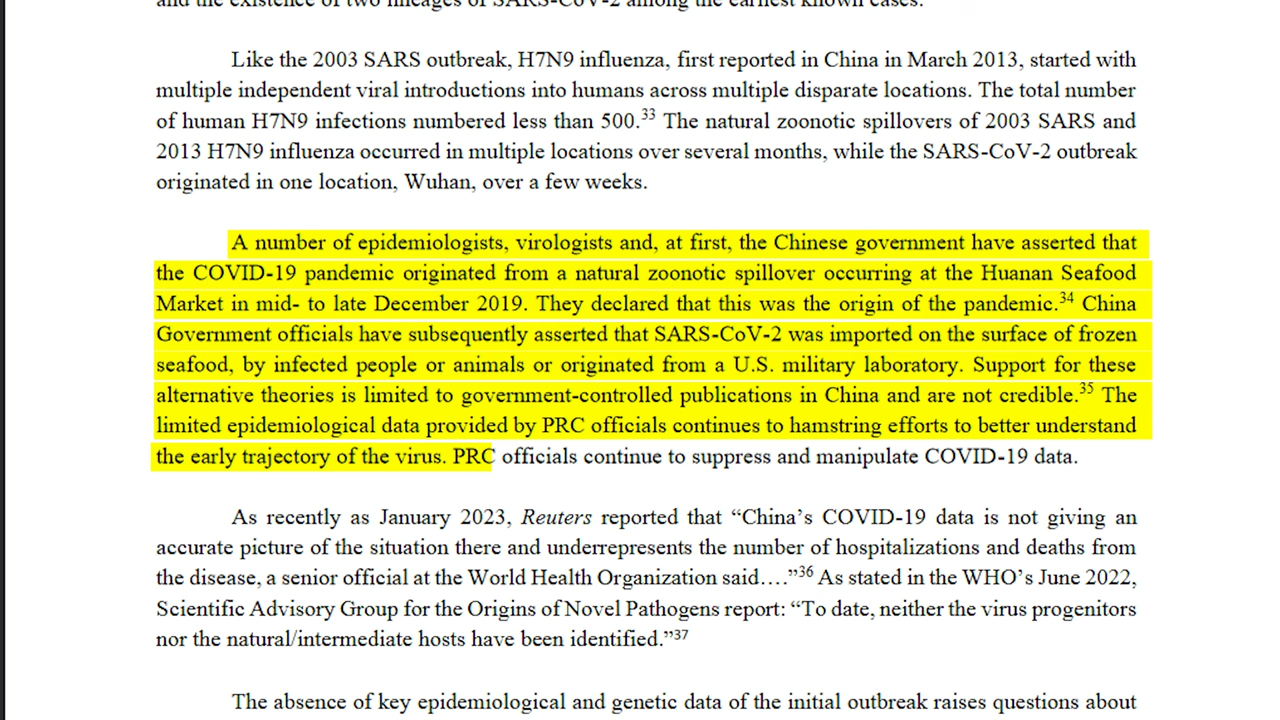 and the existence of two lineages of SARS-CoV-2 among the earliest known cases.
Like the 2003 SARS outbreak, H7N9 influenza, first reported in China in March 2013, started with
multiple independent viral introductions into humans across multiple disparate locations. The total number
of human H7N9 infections numbered less than 500.33 The natural zoonotic spillovers of 2003 SARS and
2013 H7N9 influenza occurred in multiple locations over several months, while the SARS-CoV-2 outbreak
originated in one location, Wuhan, over a few weeks.
A number of epidemiologists, virologists and, at first, the Chinese government have asserted that
the COVID-19 pandemic originated from a natural zoonotic spillover occurring at the Huanan Seafood
Market in mid- to late December 2019. They declared that this was the origin of the pandemic.34 China
Government officials have subsequently asserted that SARS-CoV-2 was imported on the surface of frozen
seafood, by infected people or animals or originated from a U.S. military laboratory. Support for these
alternative theories is limited to government-controlled publications in China and are not credible.35 The
limited epidemiological data provided by PRC officials continues to hamstring efforts to better understand
the early trajectory of the virus. PRC officials continue to suppress and manipulate COVID-19 data.
As recently as January 2023, Reuters reported that “China’s COVID-19 data is not giving an
accurate picture of the situation there and underrepresents the number of hospitalizations and deaths from
the disease, a senior official at the World Health Organization said….”36 As stated in the WHO’s June 2022,
Scientific Advisory Group for the Origins of Novel Pathogens report: “To date, neither the virus progenitors
nor the natural/intermediate hosts have been identified.”37
The absence of key epidemiological and genetic data of the initial outbreak raises questions about